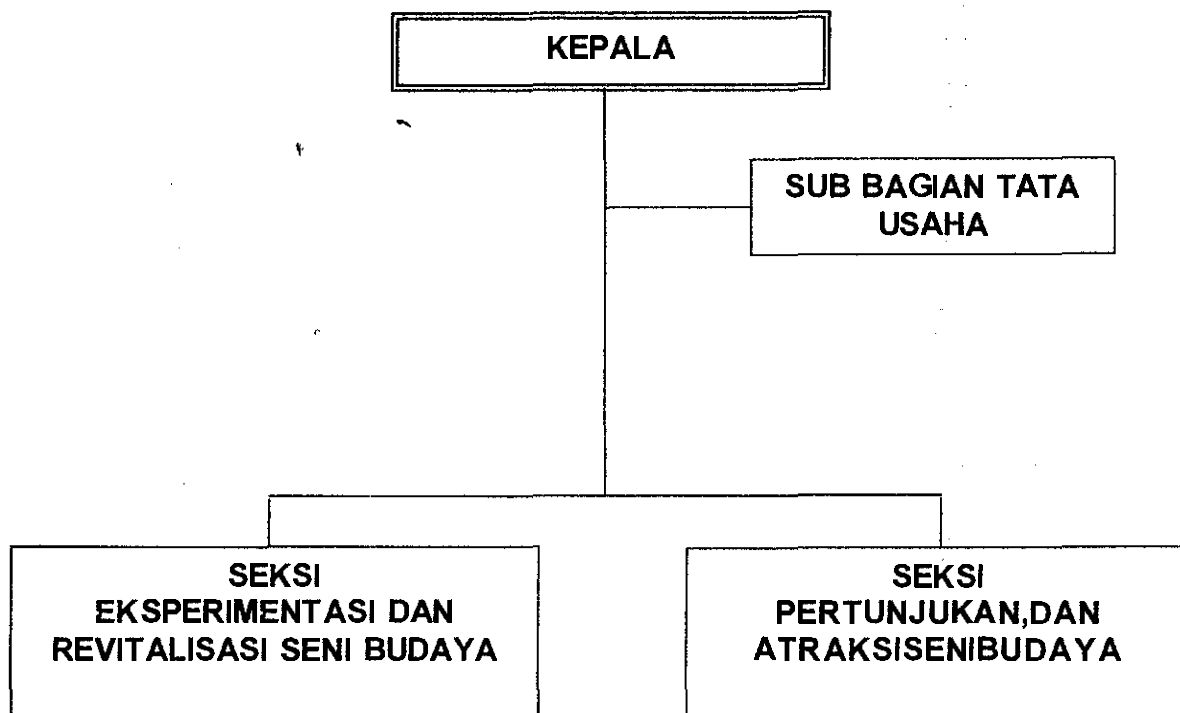 KEPALA
SUB BAGIAN TATA
USAHA
SEKSI
EKSPERIMENTASI DAN
REVITALISASI SENI BUDAYA
SEKSI
PERTUNJUKAN,DAN
ATRAKSISENIBUDAYA